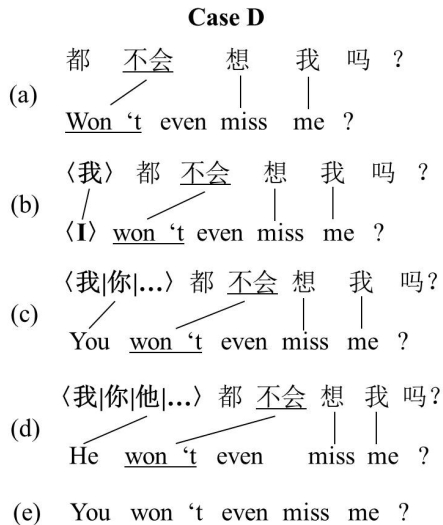 Case D
都 不会 想 我 吗 ?
(a)
Won ‘t even miss me ?
〈我〉 都 不会 想 我 吗 ?
(b)
〈I〉 won ‘t even miss me ?
〈我|你|...〉 都 不会 想 我 吗?
(c)
You won ‘t even miss me ?
〈我|你|他|...〉 都 不会 想 我 吗?
(d)
He won ‘t even miss me ?
(e) You won ‘t even miss me ?